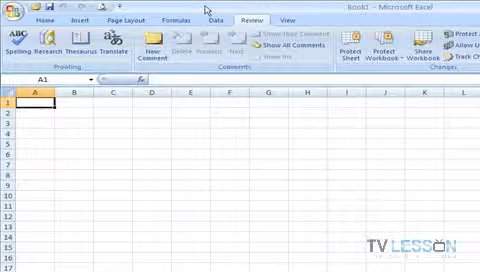 Book1 - Microsoft Excel
Home Insert Page Layout Formulas Data Review View
ABC
Spelling Research Thesaurus Translate
Proofing
New Comment Delete Previous Next
Show/Hide Comment
Show All Comments
Show Ink
Comments
Protect Sheet Protect Workbook Share Workbook
Protect
Allow U
Track Ch
Changes
A1 fx
A B C D E F G H I J K L
1
2
3
4
5
6
7
8
9
10
11
12
13
14
15
16
17
TV LESSON